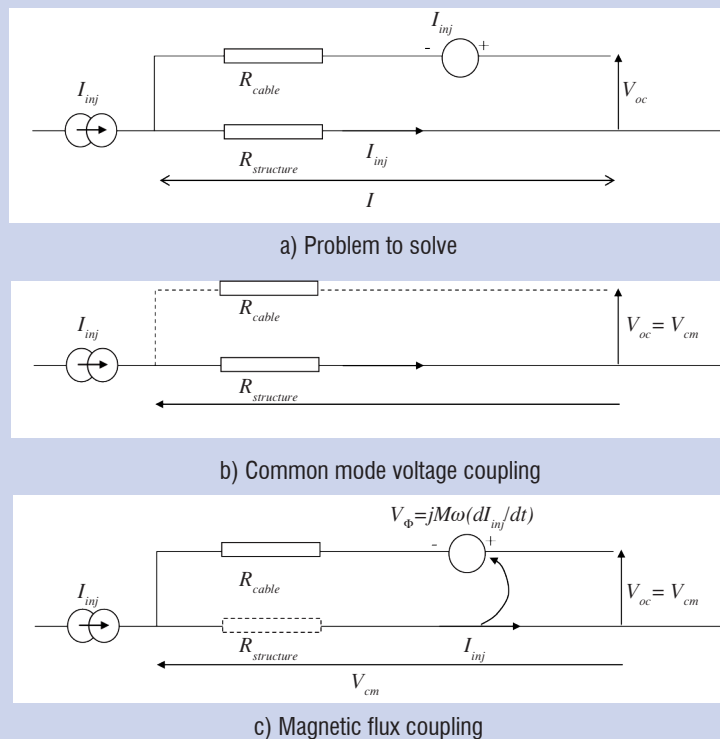 I_inj
- +
R_cable
I_inj
V_oc
R_structure
I_inj
I
a) Problem to solve
R_cable
I_inj
V_oc = V_cm
R_structure
b) Common mode voltage coupling
V_Φ=jMω(dI_inj/dt)
- +
R_cable
I_inj
V_oc = V_cm
R_structure
I_inj
V_cm
c) Magnetic flux coupling